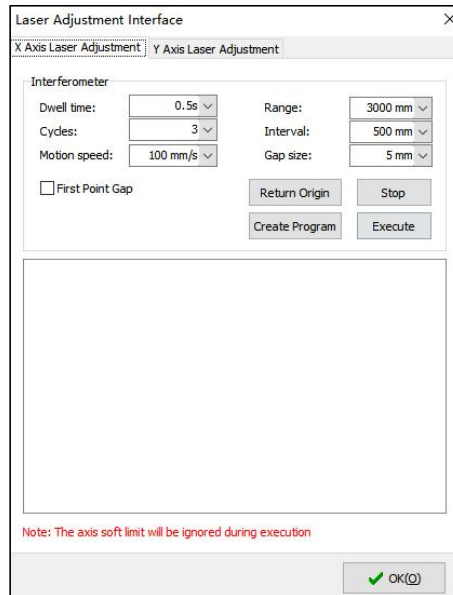 Laser Adjustment Interface
X Axis Laser Adjustment Y Axis Laser Adjustment
Interferometer
Dwell time: 0.5s Range: 3000 mm
Cycles: 3 Interval: 500 mm
Motion speed: 100 mm/s Gap size: 5 mm
First Point Gap Return Origin Stop
Create Program Execute
Note: The axis soft limit will be ignored during execution
OK(O)